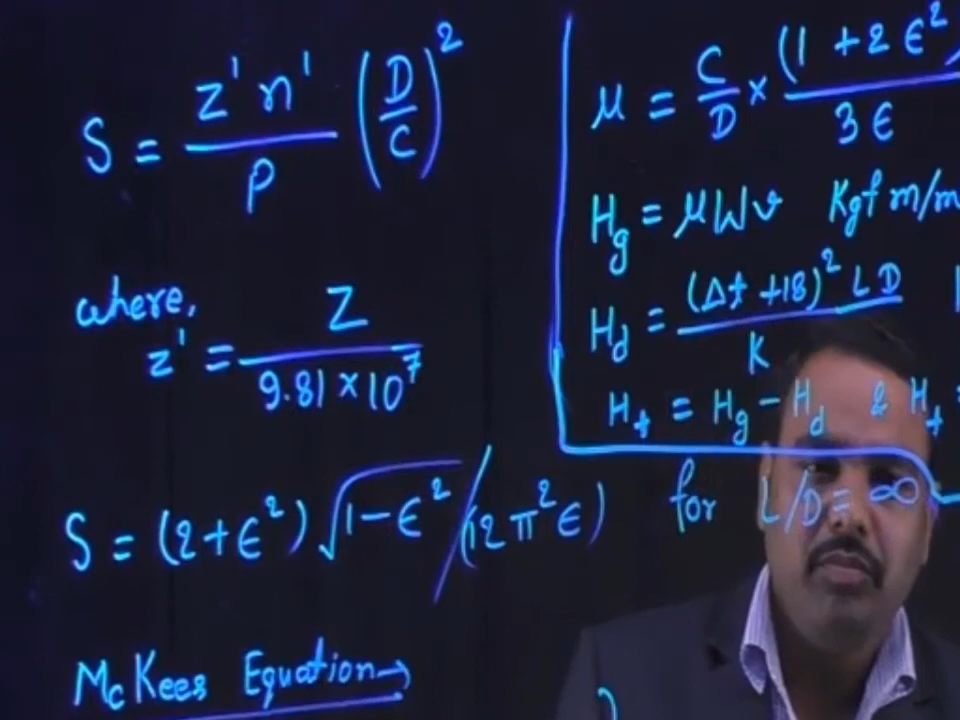 S = z'n'/p (D/C)²
where,
z' = Z/9.81×10⁷
S = (2+ϵ²)√1-ϵ² /(12π²ϵ) for L/D = ∞
McKees Equation→
μ = C/D × (1+2ϵ²)/3ϵ
Hg = μWv Kgf m/m
Hd = (Δt+18)² LD/K
Ht = Hg-Hd & Ht =